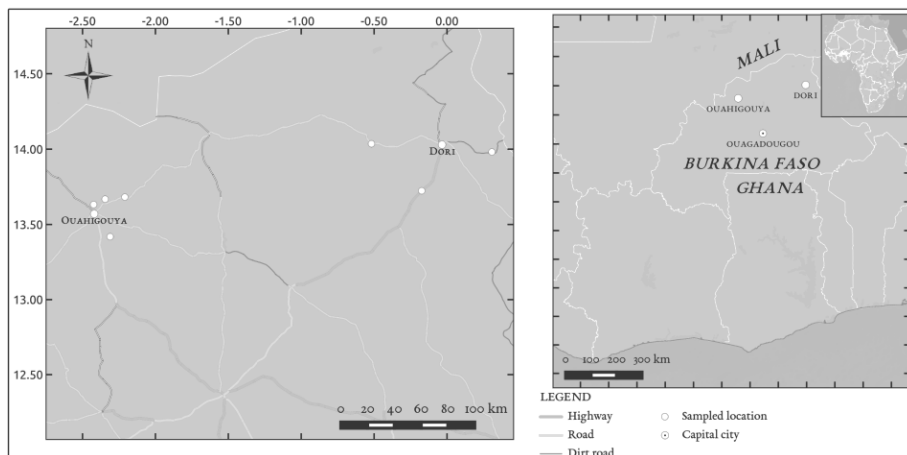 -2.50 -2.00 -1.50 -1.00 -0.50 0.00
N
14.50
14.00
13.50
13.00
12.50
DORI
OUAHIGOUYA
0 20 40 60 80 100 km
MALI
DORI
OUAHIGOUYA
OUAGADOUGOU
BURKINA FASO
GHANA
0 100 200 300 km
LEGEND
Highway
Road
Dirt road
Sampled location
Capital city